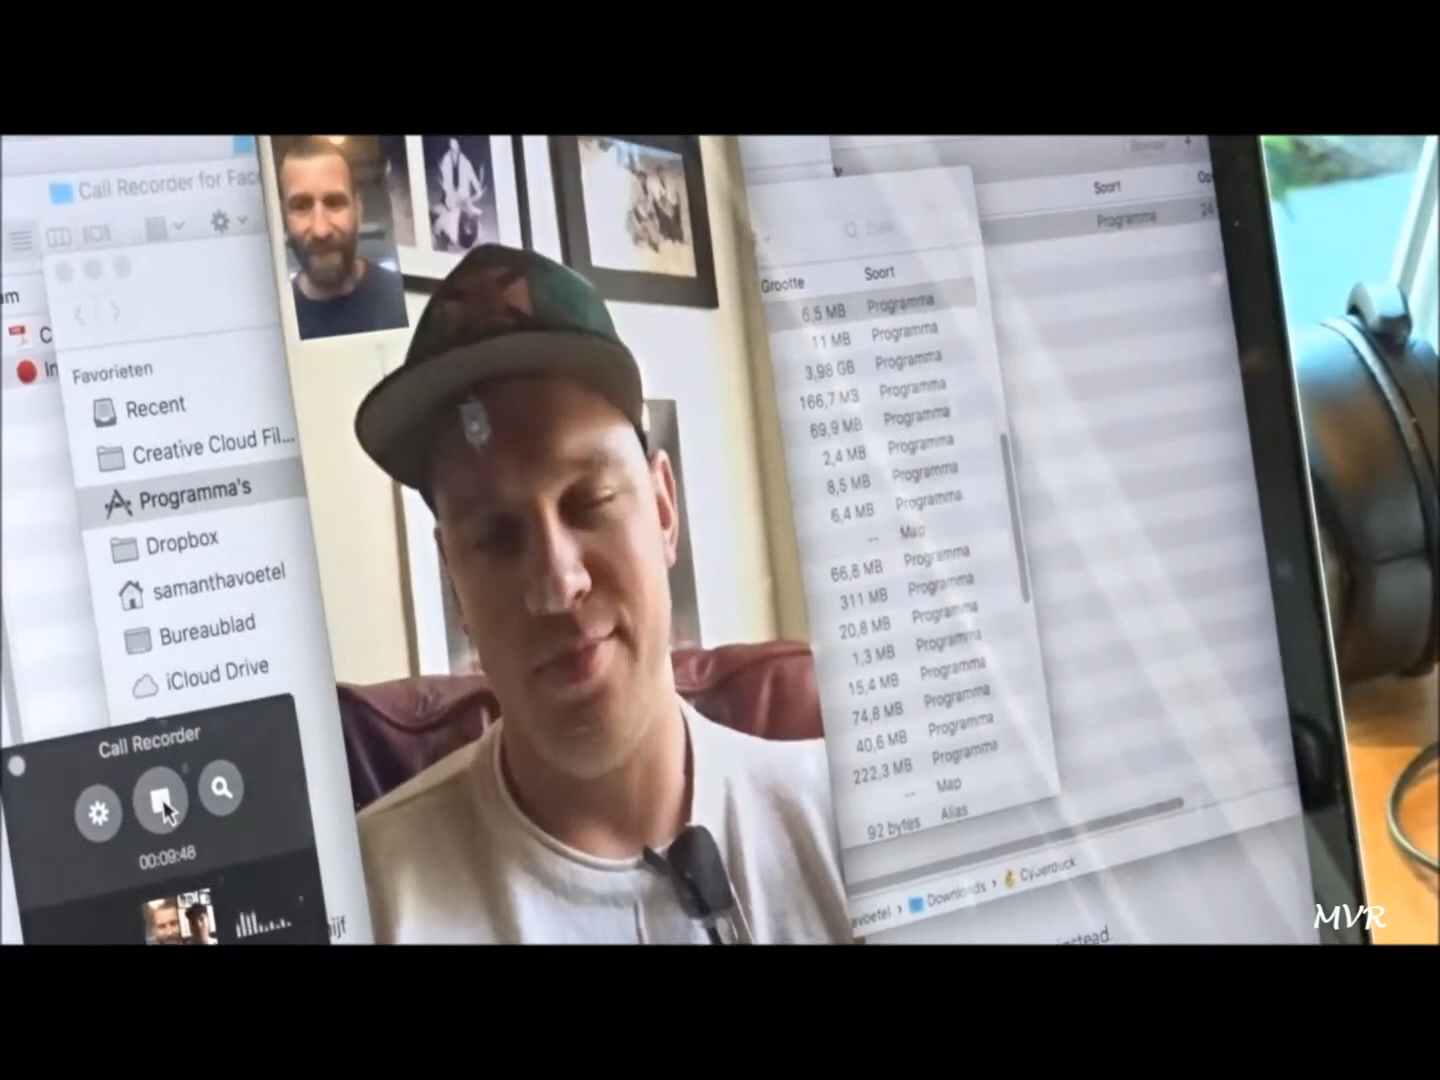 Call Recorder for Fac
Favorieten
Recent
Creative Cloud Fil...
Programma's
Dropbox
samanthavoetel
Bureaublad
iCloud Drive
Call Recorder
00:09:48
Soort
Programma
Grootte Soort
6,5 MB Programma
11 MB Programma
3,98 GB Programma
166,7 MB Programma
69,9 MB Programma
2,4 MB Programma
8,5 MB Programma
6,4 MB Programma
-- Map
66,8 MB Programma
311 MB Programma
20,8 MB Programma
1,3 MB Programma
15,4 MB Programma
74,8 MB Programma
40,6 MB Programma
222,3 MB Programma
-- Map
92 bytes Alias
avoetel › Downloads › Cyberduck
instead.
MVR